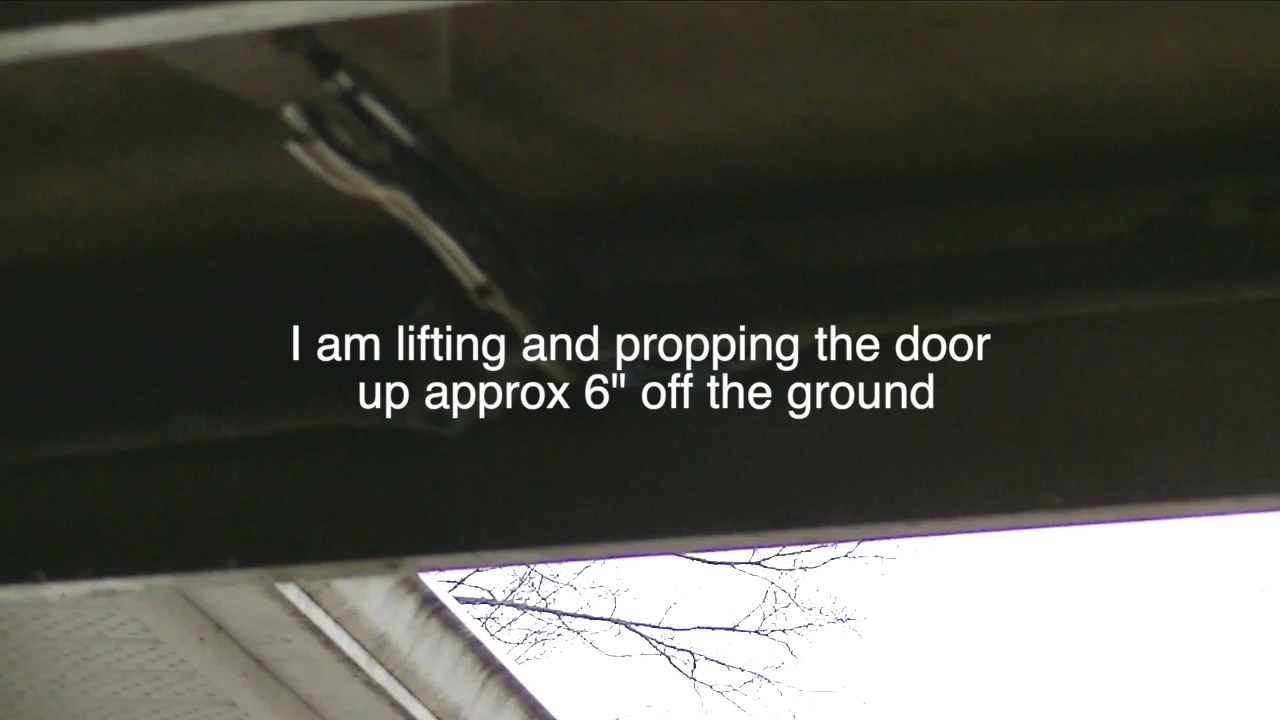 I am lifting and propping the door
up approx 6" off the ground